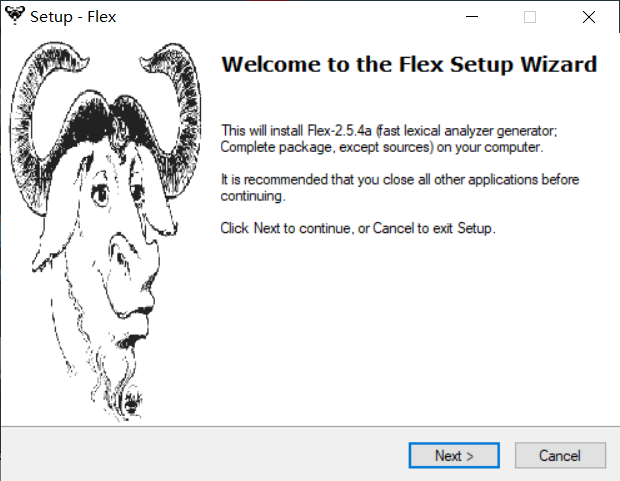 Setup - Flex
Welcome to the Flex Setup Wizard
This will install Flex-2.5.4a (fast lexical analyzer generator;
Complete package, except sources) on your computer.
It is recommended that you close all other applications before
continuing.
Click Next to continue, or Cancel to exit Setup.
Next >
Cancel